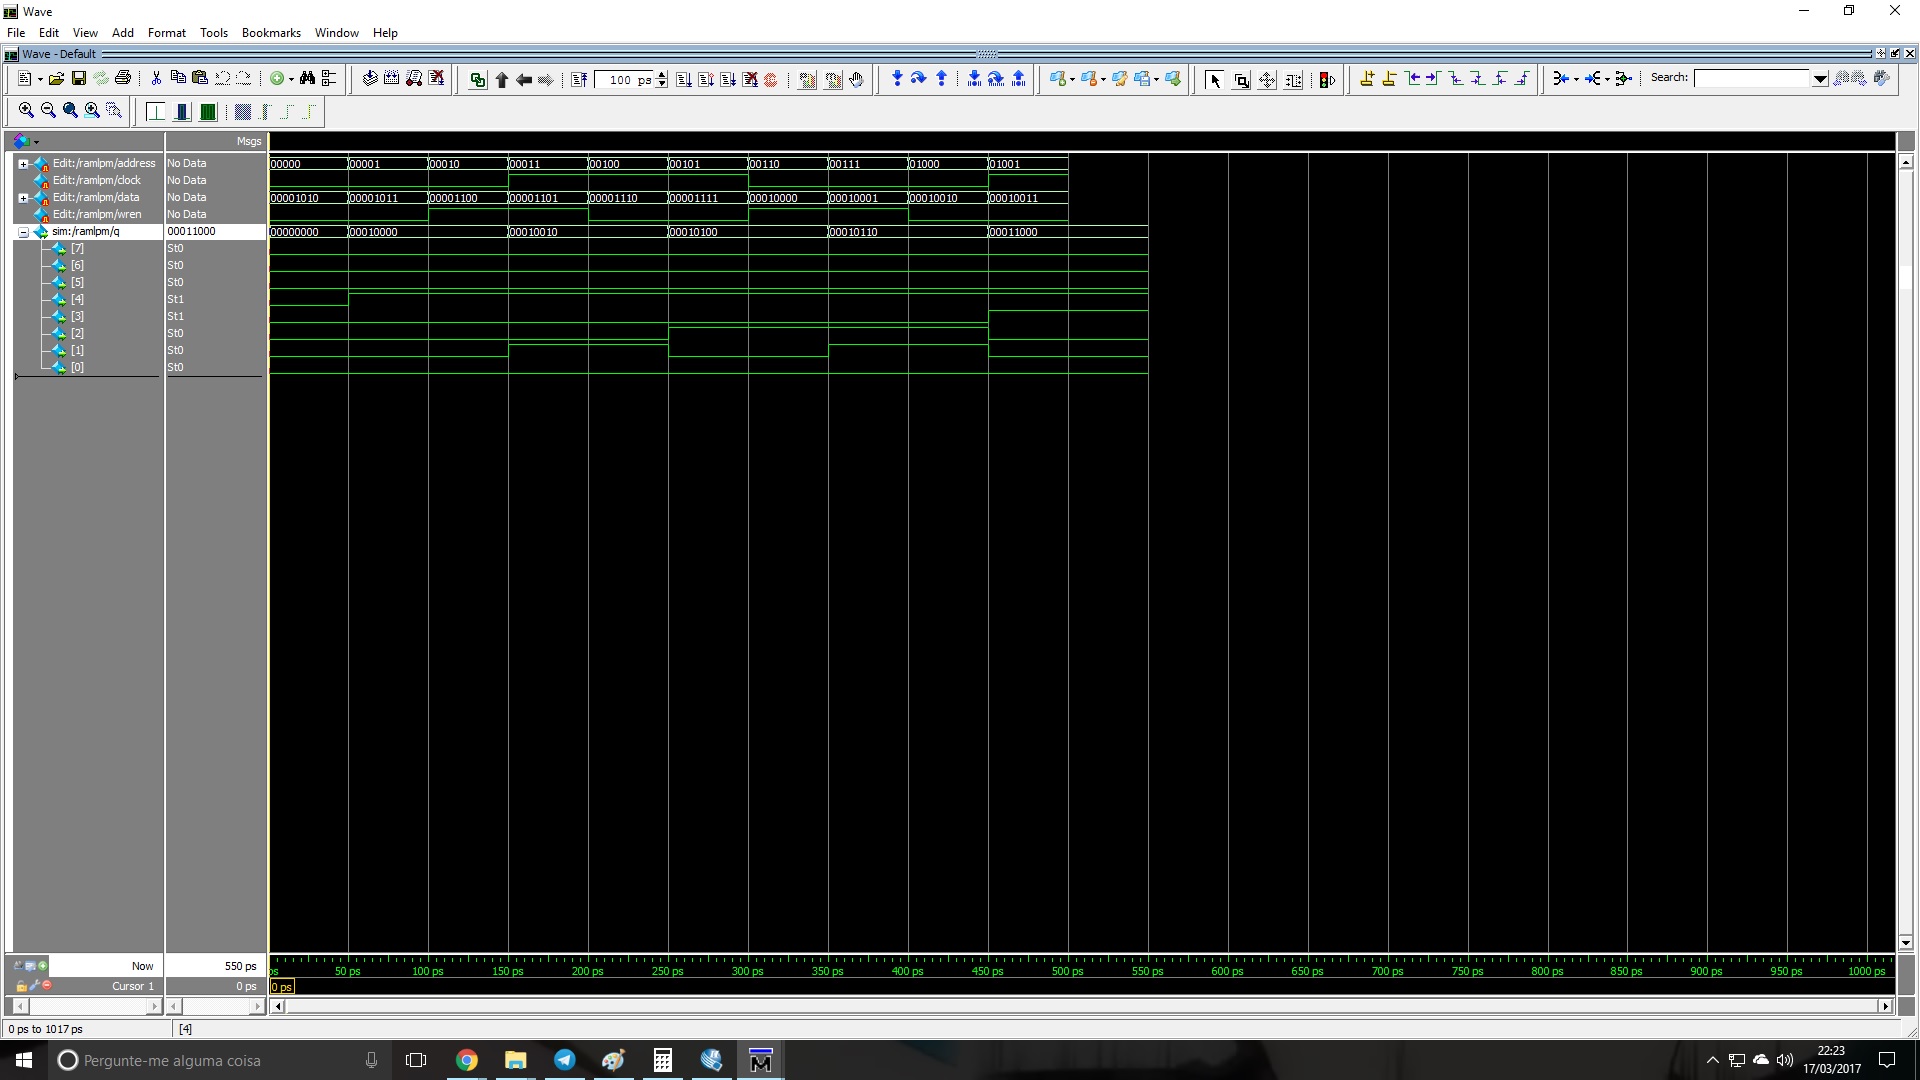 Wave
File Edit View Add Format Tools Bookmarks Window Help
Wave - Default
100 ps
Search:
Msgs
Edit:/ramlpm/address No Data 00000 00001 00010 00011 00100 00101 00110 00111 01000 01001
Edit:/ramlpm/clock No Data
Edit:/ramlpm/data No Data 00001010 00001011 00001100 00001101 00001110 00001111 00010000 00010001 00010010 00010011
Edit:/ramlpm/wren No Data
sim:/ramlpm/q 00011000 00000000 00010000 00010010 00010100 00010110 00011000
[7] St0
[6] St0
[5] St0
[4] St1
[3] St1
[2] St0
[1] St0
[0] St0
Now 550 ps
ps 50 ps 100 ps 150 ps 200 ps 250 ps 300 ps 350 ps 400 ps 450 ps 500 ps 550 ps 600 ps 650 ps 700 ps 750 ps 800 ps 850 ps 900 ps 950 ps 1000 ps
Cursor 1 0 ps 0 ps
0 ps to 1017 ps [4]
Pergunte-me alguma coisa
22:23
17/03/2017